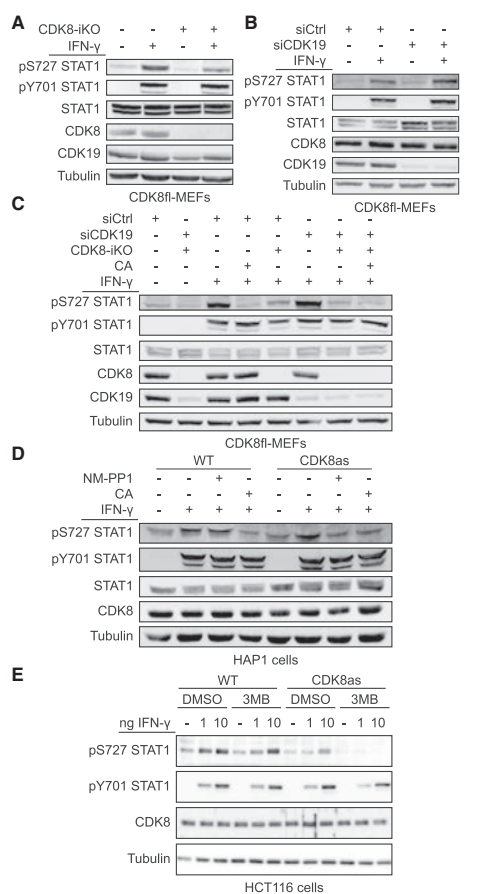 A
CDK8-iKO - - + +
IFN-γ - + - +
pS727 STAT1
pY701 STAT1
STAT1
CDK8
CDK19
Tubulin
CDK8fl-MEFs
B
siCtrl + + - -
siCDK19 - - + +
IFN-γ - + - +
pS727 STAT1
pY701 STAT1
STAT1
CDK8
CDK19
Tubulin
CDK8fl-MEFs
C
siCtrl + - + + + - - -
siCDK19 - + - - - + + +
CDK8-iKO - + - - + - + +
CA - - - + - - - +
IFN-γ - - + + + + + +
pS727 STAT1
pY701 STAT1
STAT1
CDK8
CDK19
Tubulin
CDK8fl-MEFs
D
WT CDK8as
NM-PP1 - - + - - - + -
CA - - - + - - - +
IFN-γ - + + + - + + +
pS727 STAT1
pY701 STAT1
STAT1
CDK8
Tubulin
HAP1 cells
E
WT CDK8as
DMSO 3MB DMSO 3MB
ng IFN-γ - 1 10 - 1 10 - 1 10 - 1 10
pS727 STAT1
pY701 STAT1
CDK8
Tubulin
HCT116 cells